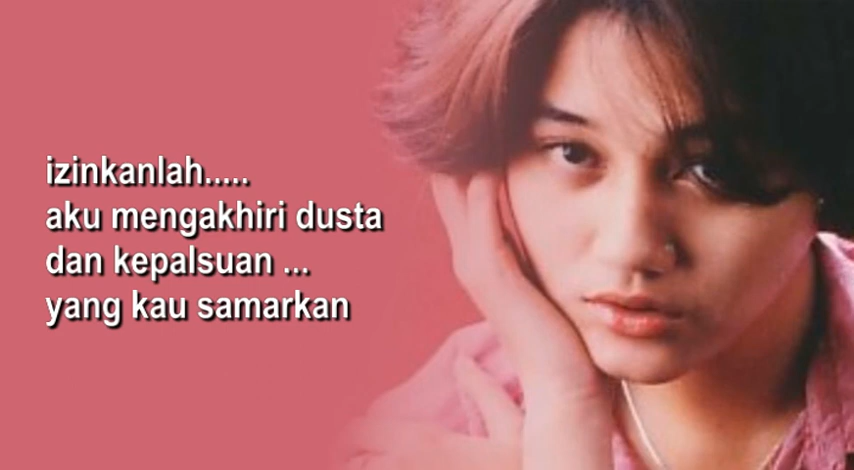 izinkanlah.....
aku mengakhiri dusta
dan kepalsuan ...
yang kau samarkan